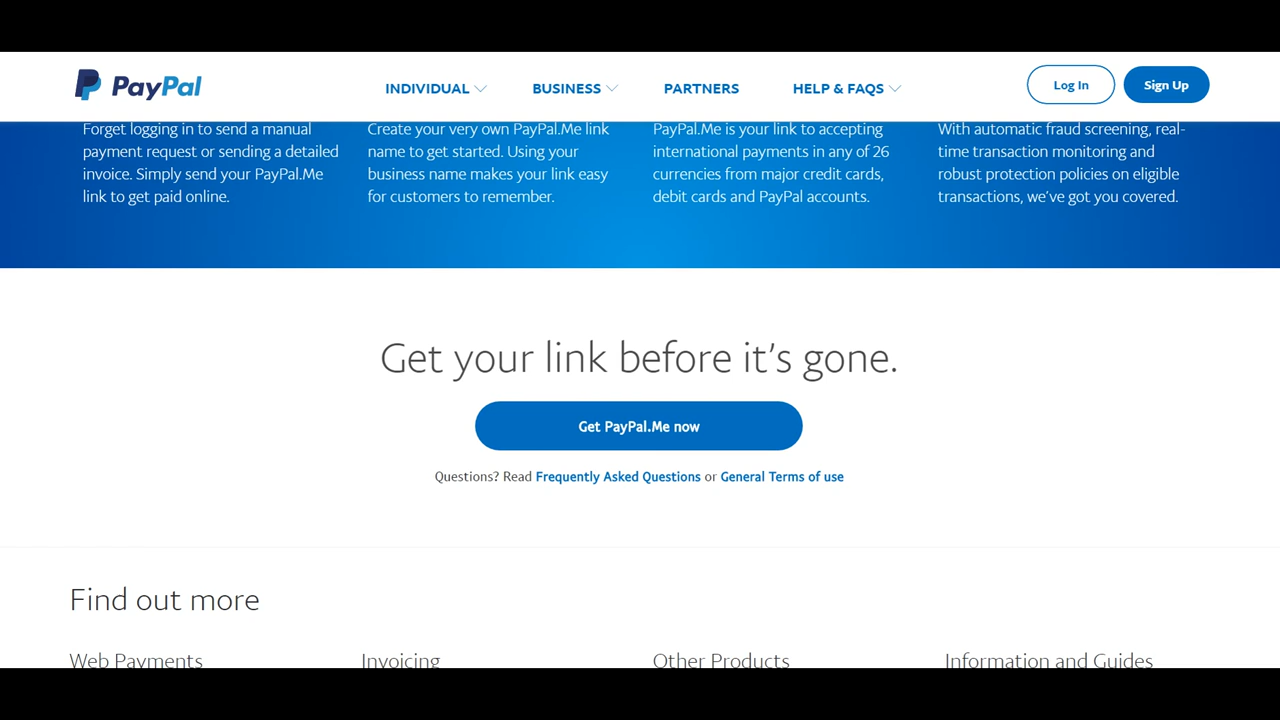 PayPal
INDIVIDUAL
BUSINESS
PARTNERS
HELP & FAQS
Log In
Sign Up
Forget logging in to send a manual
payment request or sending a detailed
invoice. Simply send your PayPal.Me
link to get paid online.
Create your very own PayPal.Me link
name to get started. Using your
business name makes your link easy
for customers to remember.
PayPal.Me is your link to accepting
international payments in any of 26
currencies from major credit cards,
debit cards and PayPal accounts.
With automatic fraud screening, real-
time transaction monitoring and
robust protection policies on eligible
transactions, we've got you covered.
Get your link before it's gone.
Get PayPal.Me now
Questions? Read Frequently Asked Questions or General Terms of use
Find out more
Web Payments
Invoicing
Other Products
Information and Guides